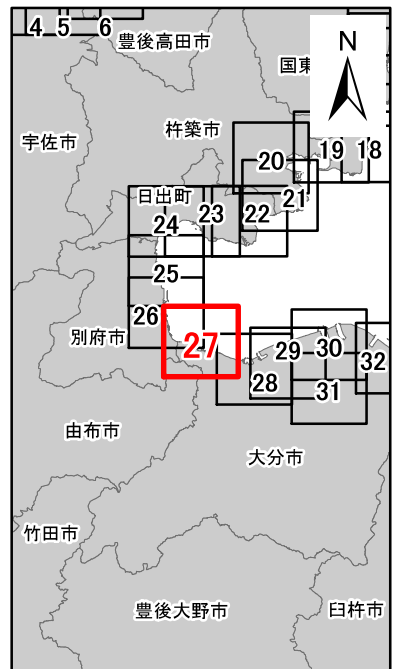 4 5 6
豊後高田市
N
国東
宇佐市
杵築市
20 19 18
日出町
21
24 23 22
25
26
別府市
27
29 30
32
28
31
由布市
大分市
竹田市
豊後大野市
臼杵市